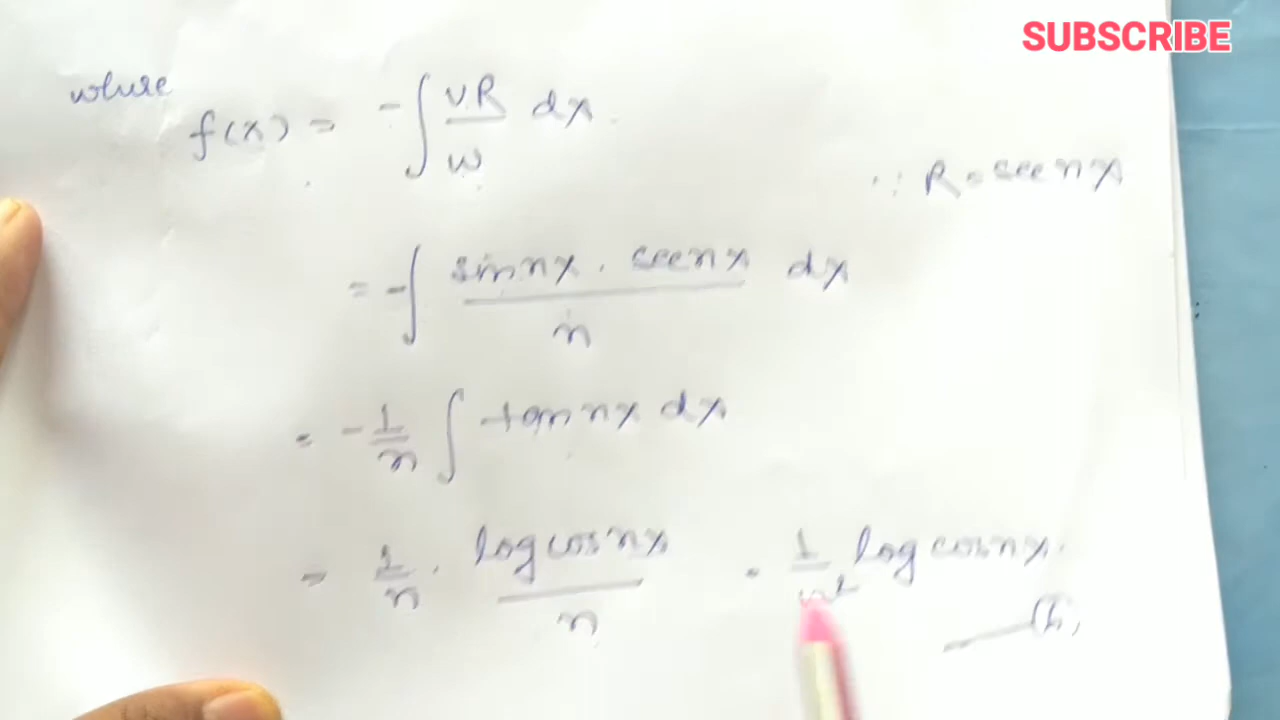 SUBSCRIBE
where
f(x) = -∫ VR/W dx
∵ R = sec nx
= -∫ sin nx . sec nx / n dx
= -1/n ∫ tan nx dx
= 1/n . log cos nx / n = 1/n² log cos nx.